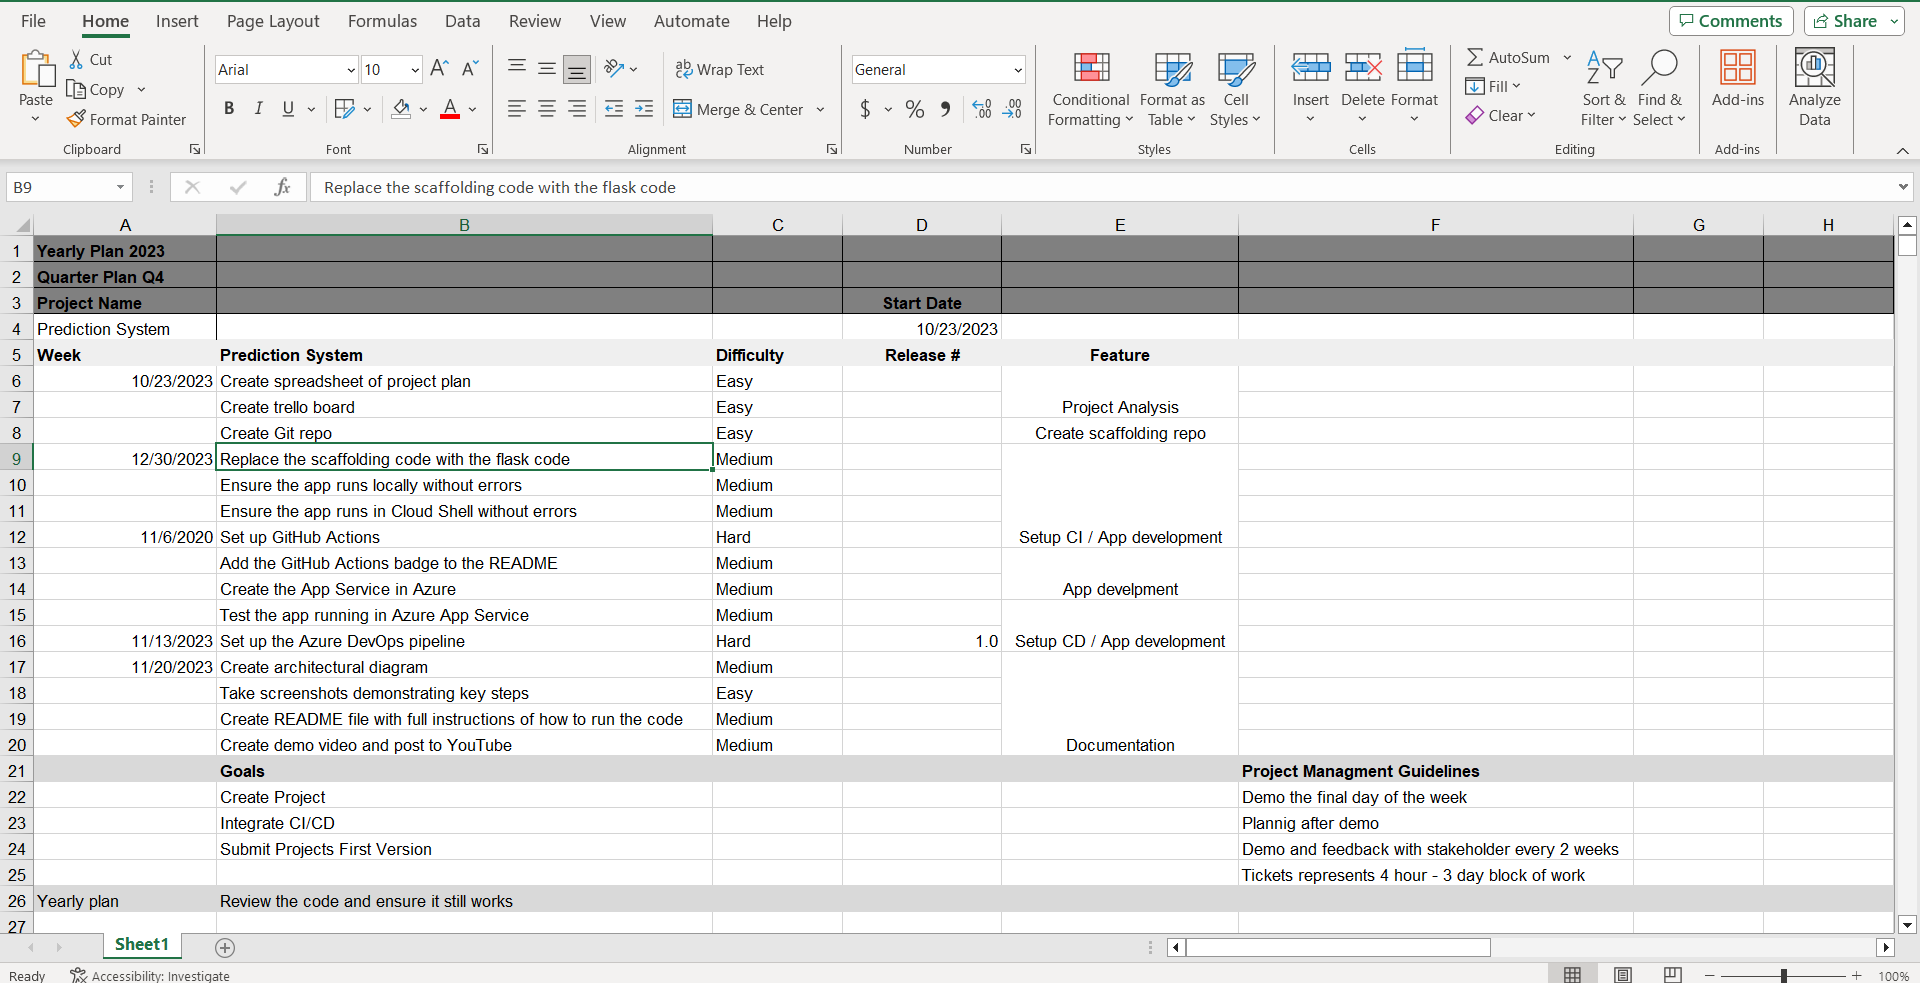 File Home Insert Page Layout Formulas Data Review View Automate Help Comments Share
Paste Cut Copy Format Painter Clipboard
Arial 10 A A B I U A Font
ab Wrap Text Merge & Center Alignment
General $ % Number
Conditional Formatting Format as Table Cell Styles Styles
Insert Delete Format Cells
AutoSum Fill Clear Sort & Filter Find & Select Editing
Add-ins Add-ins
Analyze Data
B9 fx Replace the scaffolding code with the flask code
A B C D E F G H
1 Yearly Plan 2023
2 Quarter Plan Q4
3 Project Name Start Date
4 Prediction System 10/23/2023
5 Week Prediction System Difficulty Release # Feature
6 10/23/2023 Create spreadsheet of project plan Easy
7 Create trello board Easy Project Analysis
8 Create Git repo Easy Create scaffolding repo
9 12/30/2023 Replace the scaffolding code with the flask code Medium
10 Ensure the app runs locally without errors Medium
11 Ensure the app runs in Cloud Shell without errors Medium
12 11/6/2020 Set up GitHub Actions Hard Setup CI / App development
13 Add the GitHub Actions badge to the README Medium
14 Create the App Service in Azure Medium App develpment
15 Test the app running in Azure App Service Medium
16 11/13/2023 Set up the Azure DevOps pipeline Hard 1.0 Setup CD / App development
17 11/20/2023 Create architectural diagram Medium
18 Take screenshots demonstrating key steps Easy
19 Create README file with full instructions of how to run the code Medium
20 Create demo video and post to YouTube Medium Documentation
21 Goals Project Managment Guidelines
22 Create Project Demo the final day of the week
23 Integrate CI/CD Plannig after demo
24 Submit Projects First Version Demo and feedback with stakeholder every 2 weeks
25 Tickets represents 4 hour - 3 day block of work
26 Yearly plan Review the code and ensure it still works
27
Sheet1
Ready Accessibility: Investigate 100%